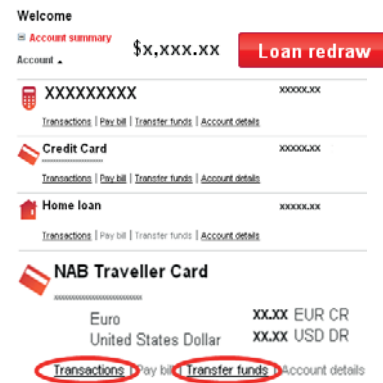 Welcome
Account summary
$x,xxx.xx
Loan redraw
Account
XXXXXXXXX xxxxx.xx
Transactions | Pay bill | Transfer funds | Account details
Credit Card xxxxx.xx
Transactions | Pay bill | Transfer funds | Account details
Home loan xxxxx.xx
Transactions | Pay bill | Transfer funds | Account details
NAB Traveller Card
Euro xx.xx EUR CR
United States Dollar xx.xx USD DR
Transactions Pay bill Transfer funds Account details